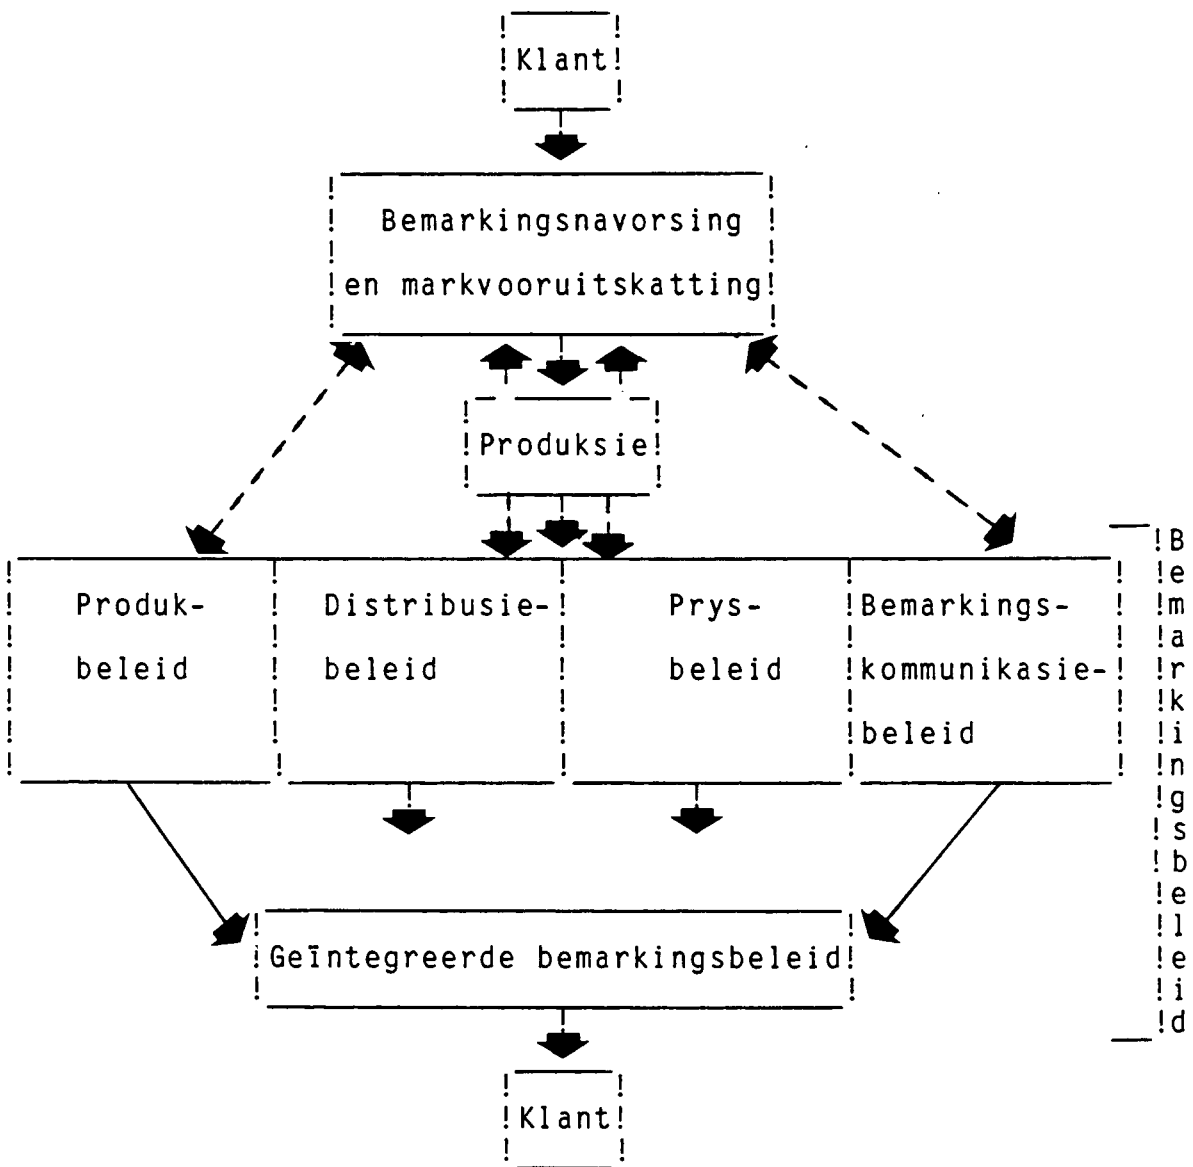 Klant
Bemarkingsnavorsing
en markvooruitskatting
Produksie
Produk-
beleid
Distribusie-
beleid
Prys-
beleid
Bemarkings-
kommunikasie-
beleid
Bemarkingsbeleid
Geïntegreerde bemarkingsbeleid
Klant